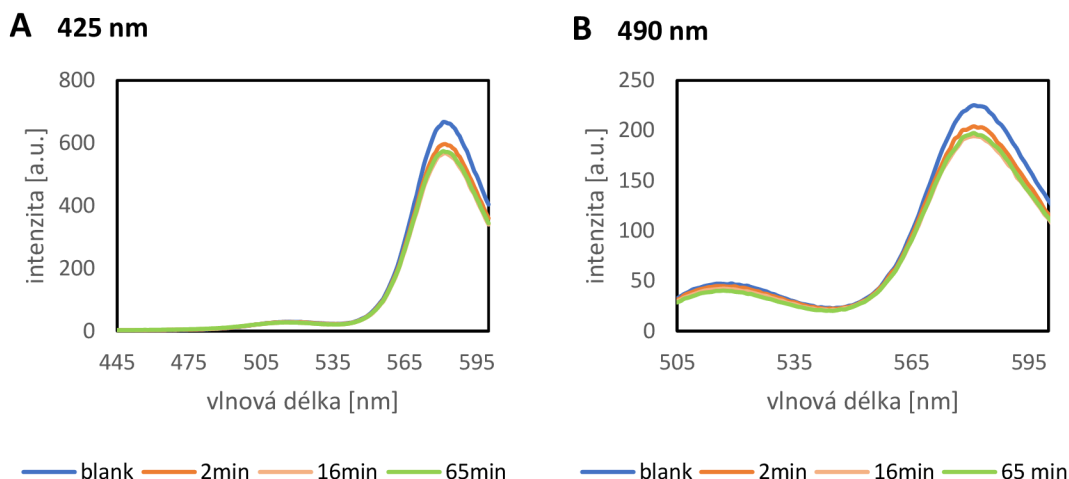 A 425 nm
800
600
400
200
0
intenzita [a.u.]
445 475 505 535 565 595
vlnová délka [nm]
blank 2min 16min 65min
B 490 nm
250
200
150
100
50
0
intenzita [a.u.]
505 535 565 595
vlnová délka [nm]
blank 2min 16min 65 min